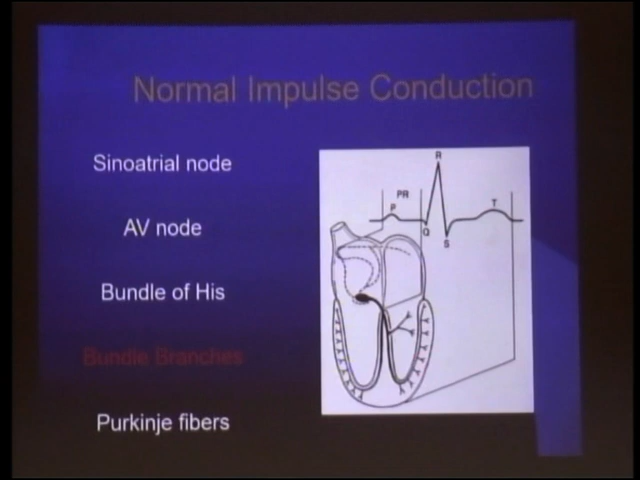 Normal Impulse Conduction
Sinoatrial node
AV node
Bundle of His
Bundle Branches
Purkinje fibers
R
PR
P
T
Q
S